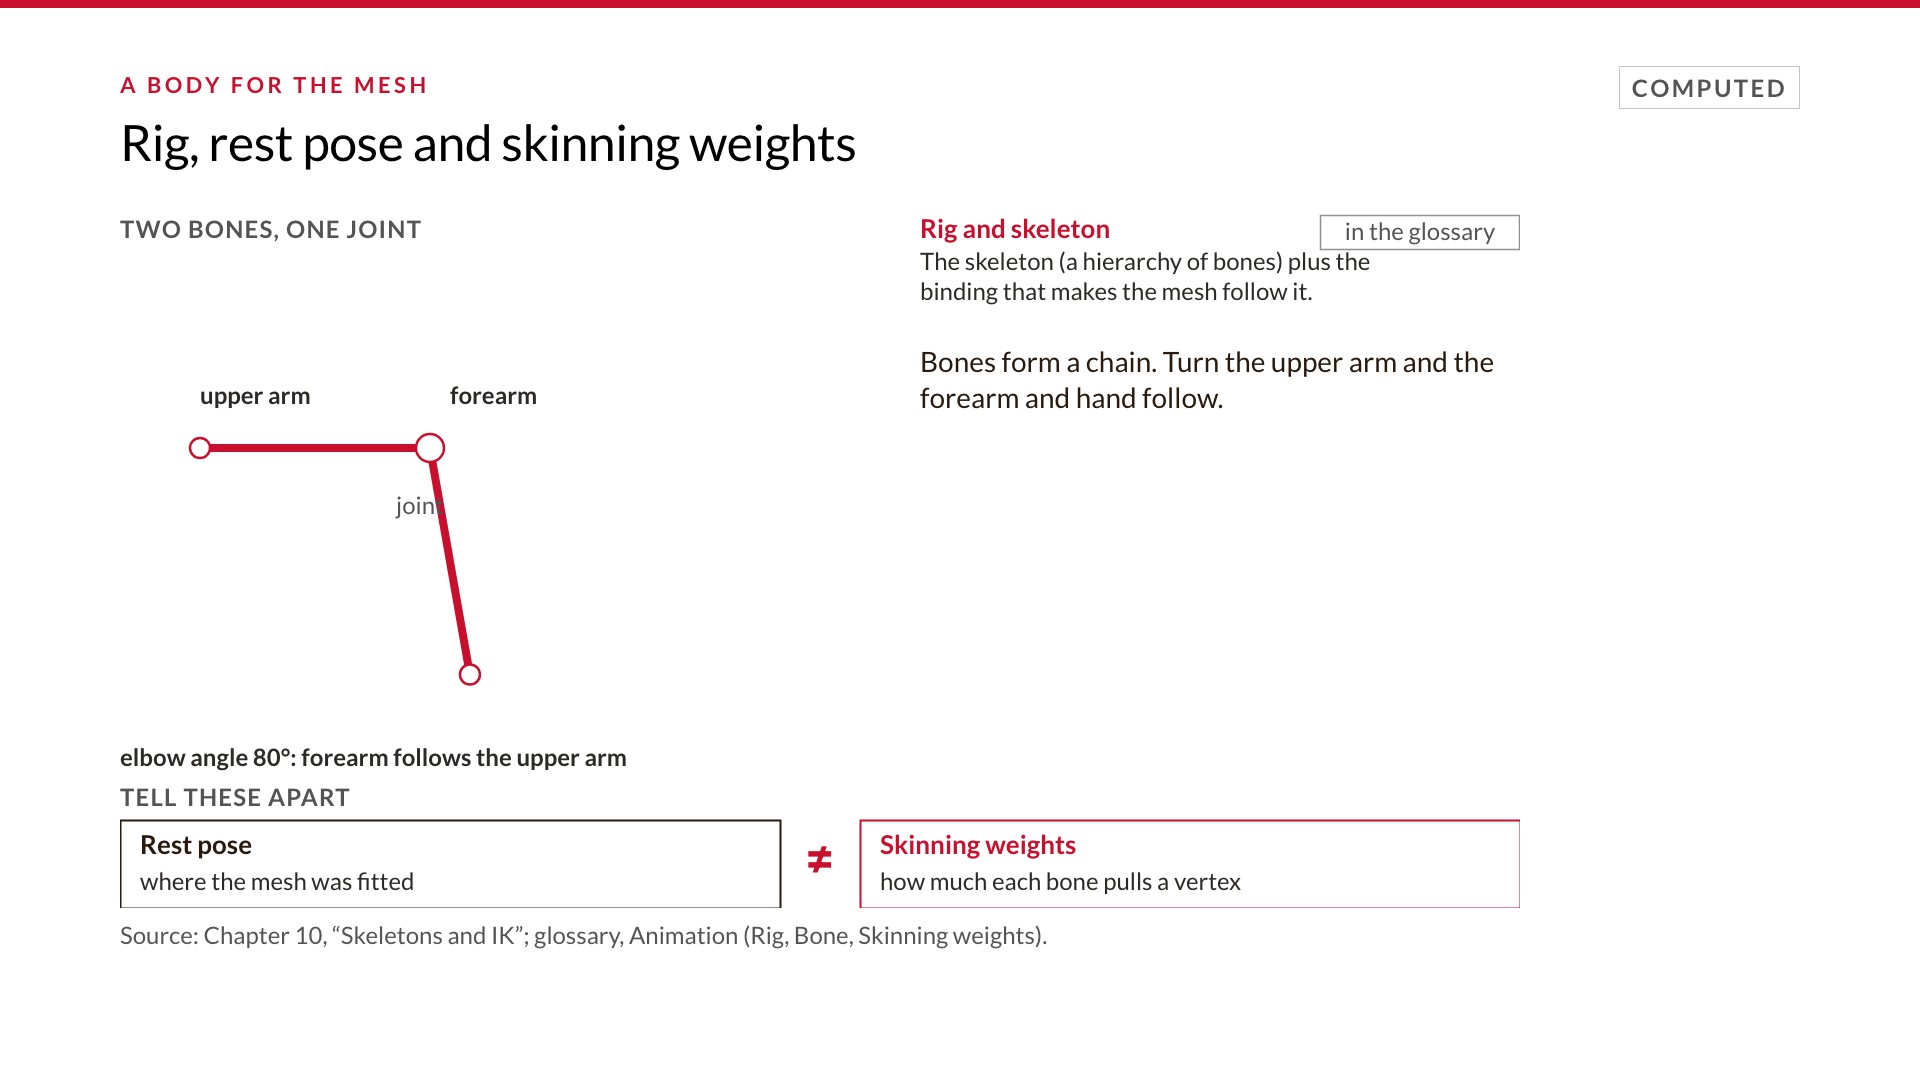 A BODY FOR THE MESH
COMPUTED
Rig, rest pose and skinning weights
TWO BONES, ONE JOINT
Rig and skeleton
in the glossary
The skeleton (a hierarchy of bones) plus the
binding that makes the mesh follow it.
Bones form a chain. Turn the upper arm and the
forearm and hand follow.
upper arm
forearm
joint
elbow angle 80°: forearm follows the upper arm
TELL THESE APART
Rest pose
where the mesh was fitted
≠
Skinning weights
how much each bone pulls a vertex
Source: Chapter 10, “Skeletons and IK”; glossary, Animation (Rig, Bone, Skinning weights).